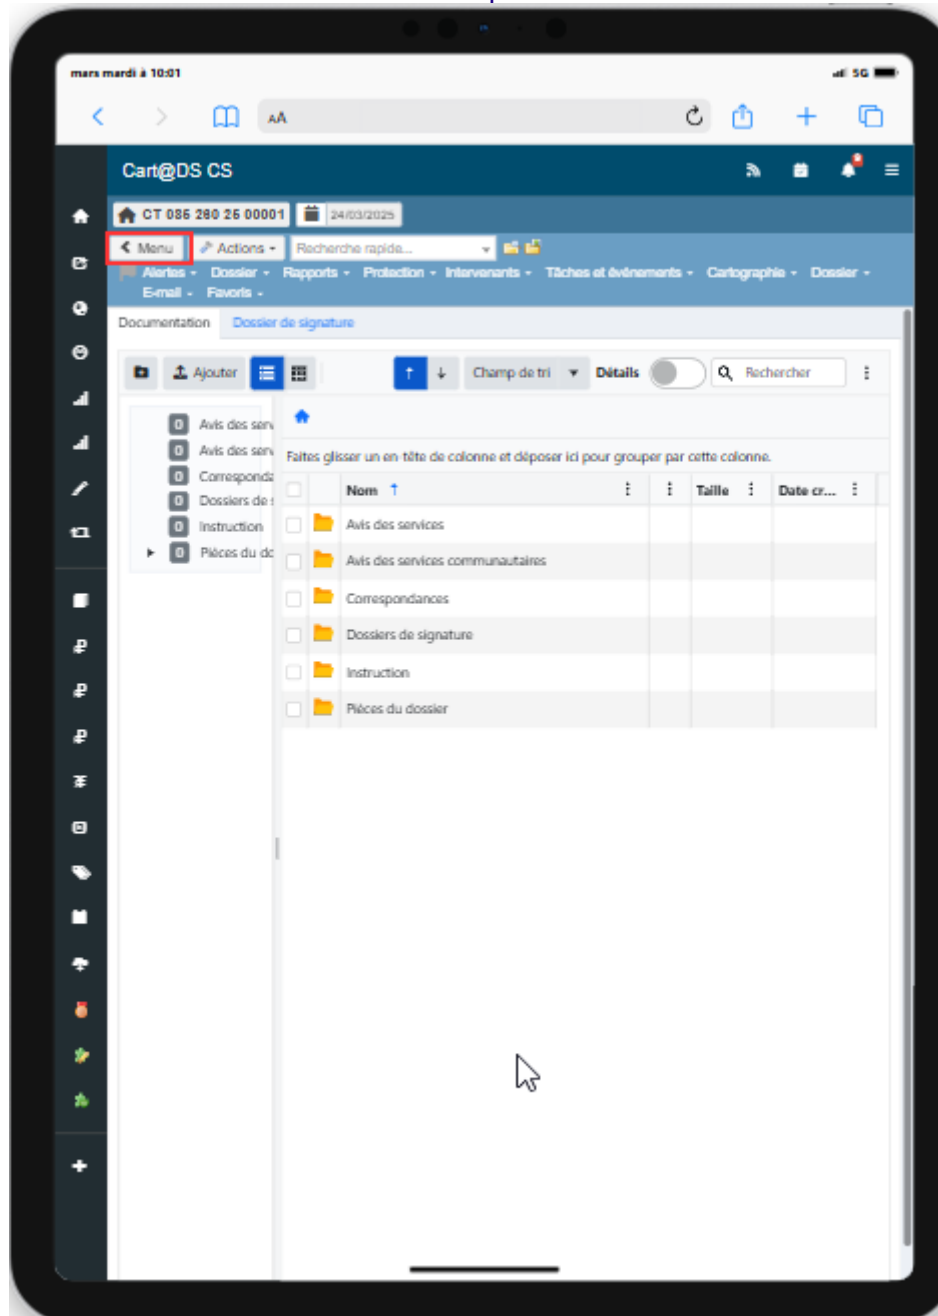 mars mardi à 10:01 5G
AA
Cart@DS CS
CT 085 260 25 00001 24/03/2025
Menu Actions Recherche rapide...
Alertes Dossier Rapports Protection Intervenants Tâches et événements Cartographie Dossier
E-mail Favoris
Documentation Dossier de signature
Ajouter Champ de tri Détails Rechercher
0 Avis des serv
0 Avis des serv
0 Corresponda
0 Dossiers de s
0 Instruction
0 Pièces du do
Faites glisser un en-tête de colonne et déposer ici pour grouper par cette colonne.
Nom Taille Date cr...
Avis des services
Avis des services communautaires
Correspondances
Dossiers de signature
Instruction
Pièces du dossier